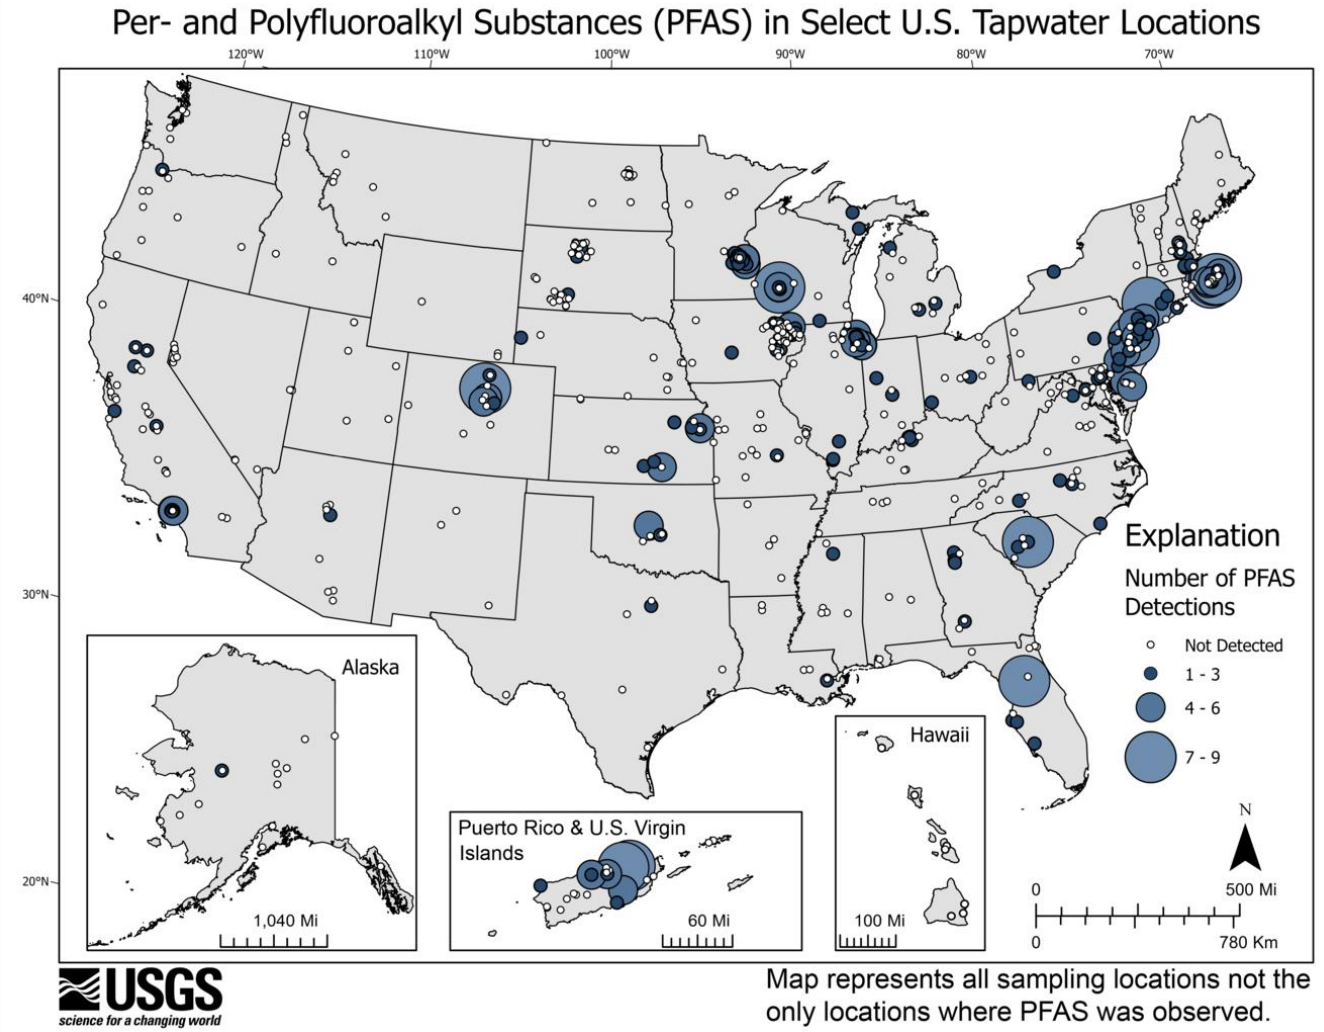 Per- and Polyfluoroalkyl Substances (PFAS) in Select U.S. Tapwater Locations
120°W 110°W 100°W 90°W 80°W 70°W
40°N
30°N
20°N
Explanation
Number of PFAS
Detections
Not Detected
1 - 3
4 - 6
7 - 9
Alaska
1,040 Mi
Puerto Rico & U.S. Virgin
Islands
60 Mi
Hawaii
100 Mi
N
0 500 Mi
0 780 Km
USGS
science for a changing world
Map represents all sampling locations not the
only locations where PFAS was observed.